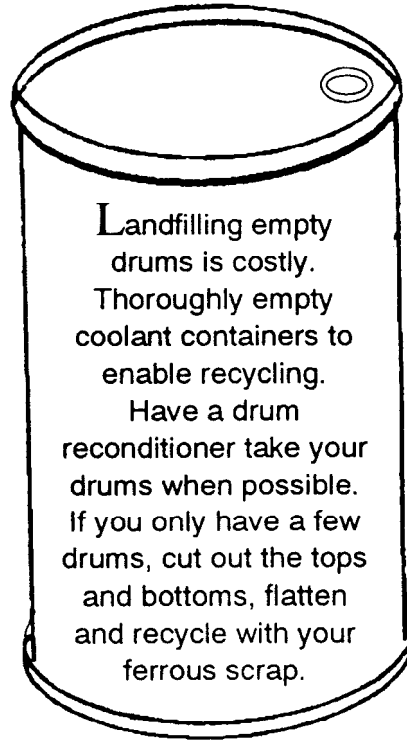 Landfilling empty
drums is costly.
Thoroughly empty
coolant containers to
enable recycling.
Have a drum
reconditioner take your
drums when possible.
If you only have a few
drums, cut out the tops
and bottoms, flatten
and recycle with your
ferrous scrap.